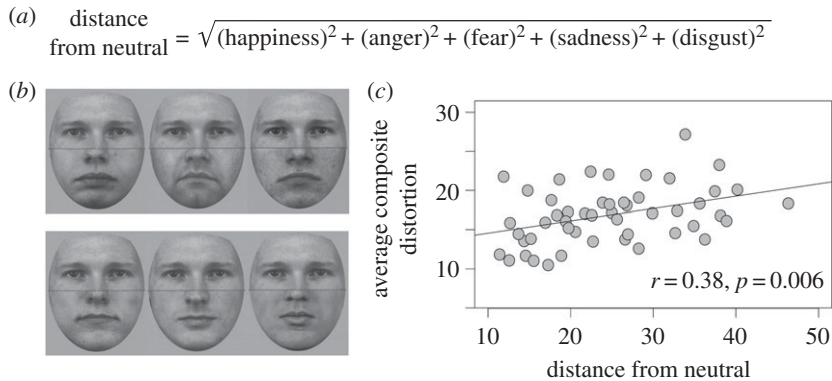 (a) distance from neutral = √(happiness)² + (anger)² + (fear)² + (sadness)² + (disgust)²
(b)
(c)
average composite distortion
30
20
10
r = 0.38, p = 0.006
10 20 30 40 50
distance from neutral